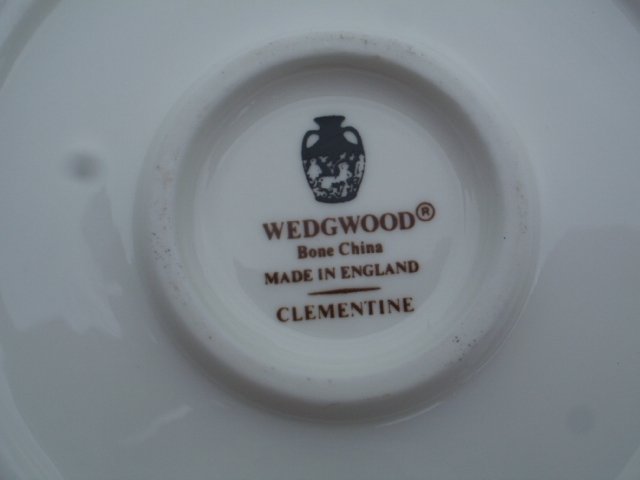 WEDGWOOD®
Bone China
MADE IN ENGLAND
CLEMENTINE